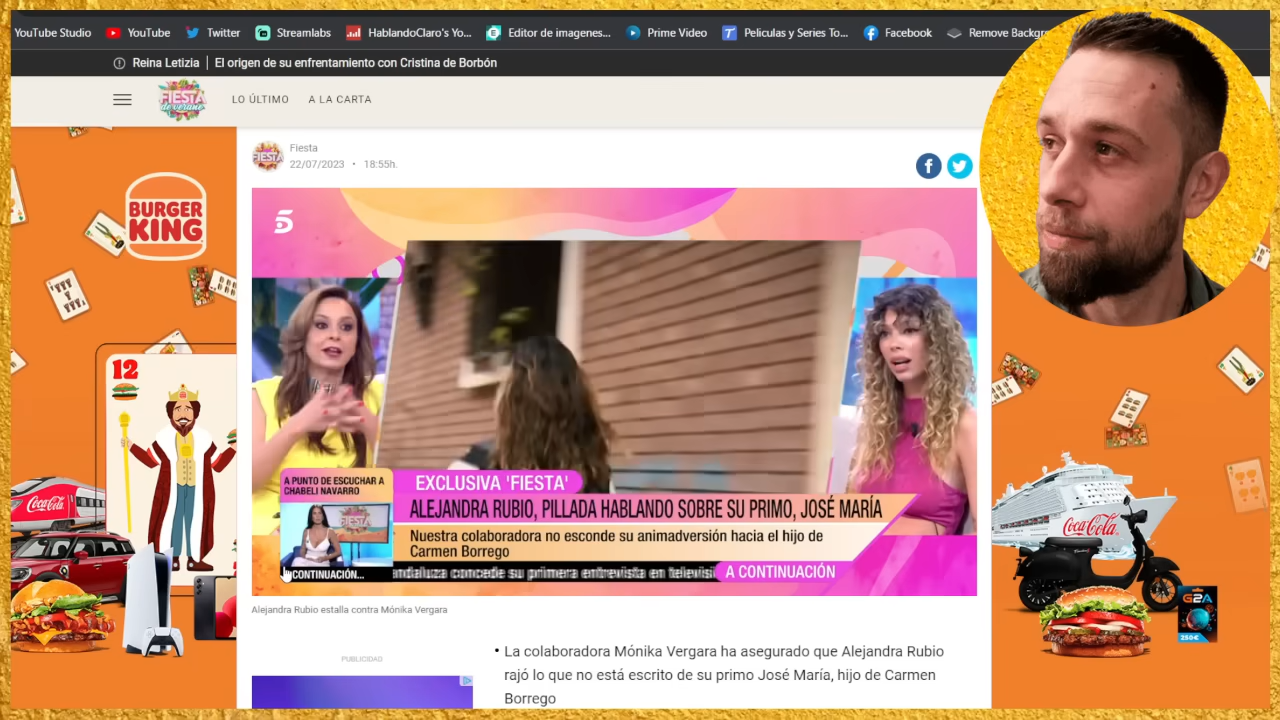 YouTube Studio
YouTube
Twitter
Streamlabs
HablandoClaro's Yo...
Editor de imagenes...
Prime Video
Peliculas y Series To...
Facebook
Remove Backgr
Reina Letizia | El origen de su enfrentamiento con Cristina de Borbón
FIESTA
de verano
LO ÚLTIMO
A LA CARTA
Fiesta
22/07/2023 • 18:55h.
BURGER
KING
12
Coca-Cola
5
A PUNTO DE ESCUCHAR A
CHABELI NAVARRO
CONTINUACIÓN...
EXCLUSIVA 'FIESTA'
ALEJANDRA RUBIO, PILLADA HABLANDO SOBRE SU PRIMO, JOSÉ MARÍA
Nuestra colaboradora no esconde su animadversión hacia el hijo de
Carmen Borrego
andaluza concede su primera entrevista en televisi
A CONTINUACIÓN
Coca-Cola
G2A
250€
Alejandra Rubio estalla contra Mónika Vergara
PUBLICIDAD
• La colaboradora Mónika Vergara ha asegurado que Alejandra Rubio
rajó lo que no está escrito de su primo José María, hijo de Carmen
Borrego